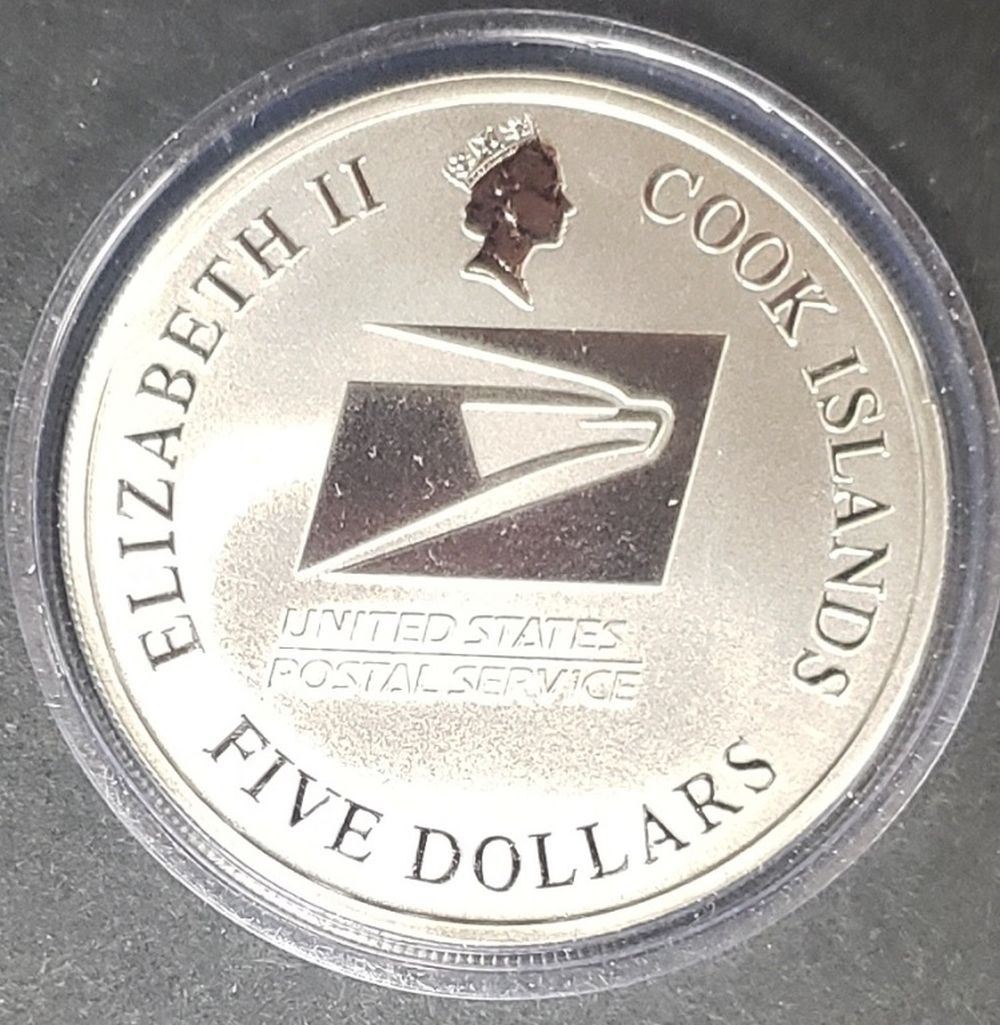 ELIZABETH II
COOK ISLANDS
UNITED STATES
POSTAL SERVICE
FIVE DOLLARS